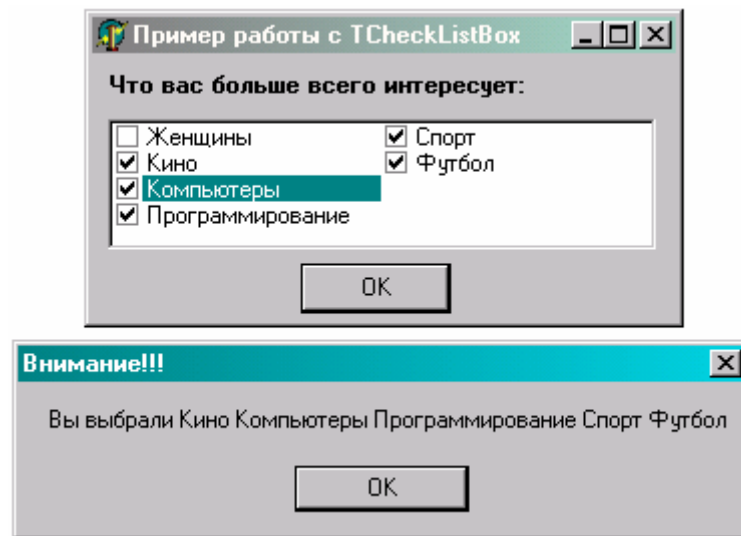 Пример работы с TCheckListBox
Что вас больше всего интересует:
Женщины
Кино
Компьютеры
Программирование
Спорт
Футбол
OK
Внимание!!!
Вы выбрали Кино Компьютеры Программирование Спорт Футбол
OK